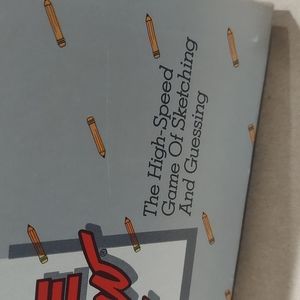 The High-Speed
Game Of Sketching
And Guessing